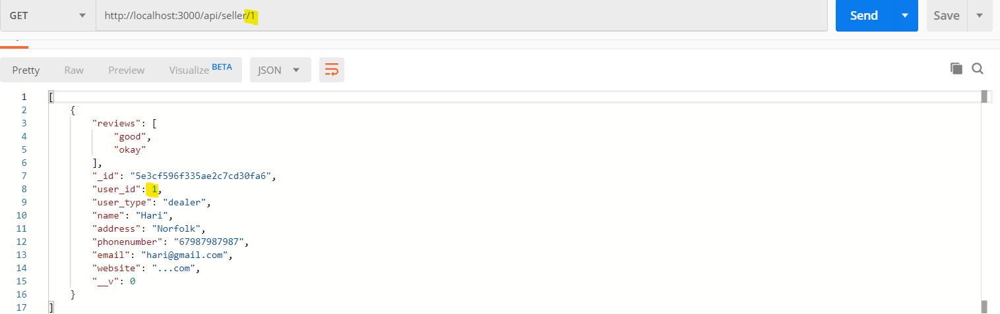 GET http://localhost:3000/api/seller/1 Send Save
Pretty Raw Preview Visualize BETA JSON
1 [
2 {
3 "reviews": [
4 "good",
5 "okay"
6 ],
7 "_id": "5e3cf596f335ae2c7cd30fa6",
8 "user_id": 1,
9 "user_type": "dealer",
10 "name": "Hari",
11 "address": "Norfolk",
12 "phonenumber": "67987987987",
13 "email": "hari@gmail.com",
14 "website": "...com",
15 "__v": 0
16 }
17 ]